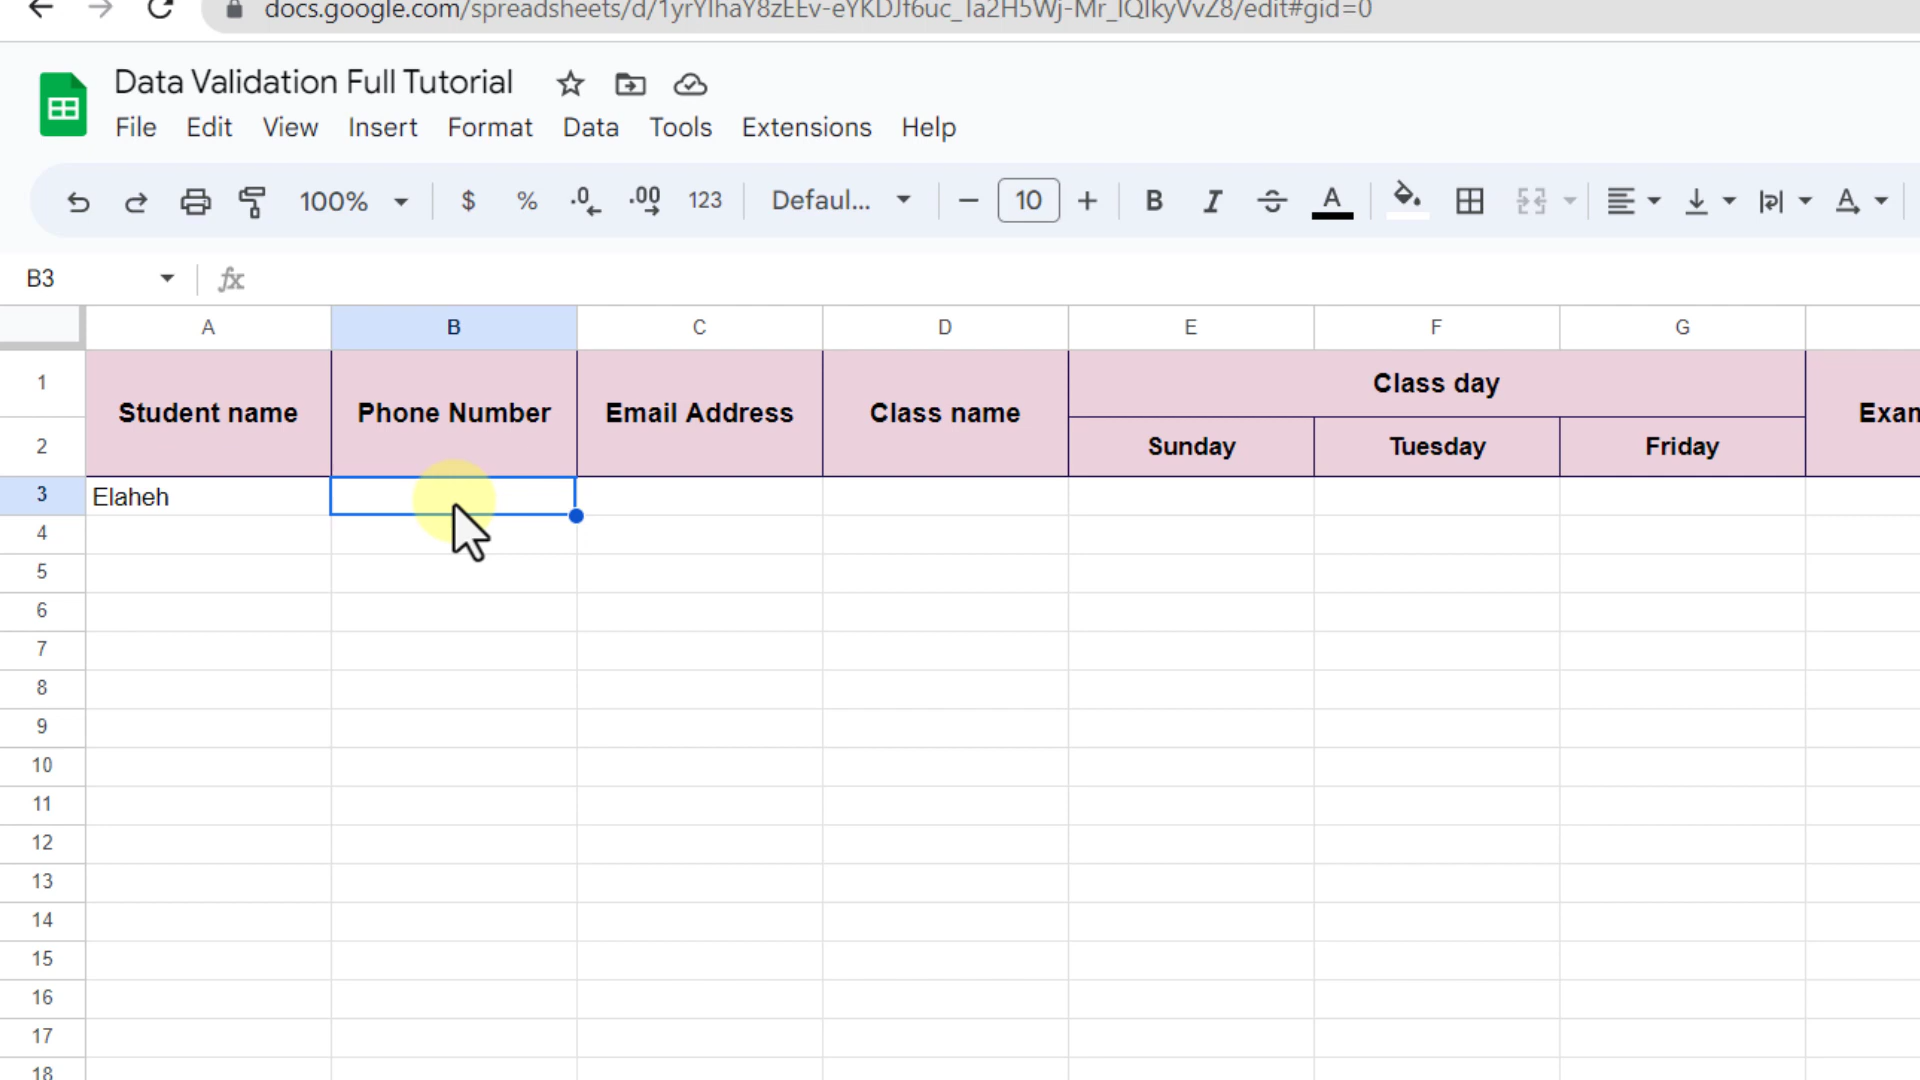 docs.google.com/spreadsheets/d/1yrYIhaY8zEEv-eYKDJf6uc_Ia2H5Wj-Mr_IQIkyVvZ8/edit#gid=0
Data Validation Full Tutorial
File Edit View Insert Format Data Tools Extensions Help
100% $ % .0 .00 123 Defaul... 10 B I A A
B3 fx
A B C D E F G
1 Student name Phone Number Email Address Class name Class day Exam
2 Sunday Tuesday Friday
3 Elaheh
4
5
6
7
8
9
10
11
12
13
14
15
16
17
18